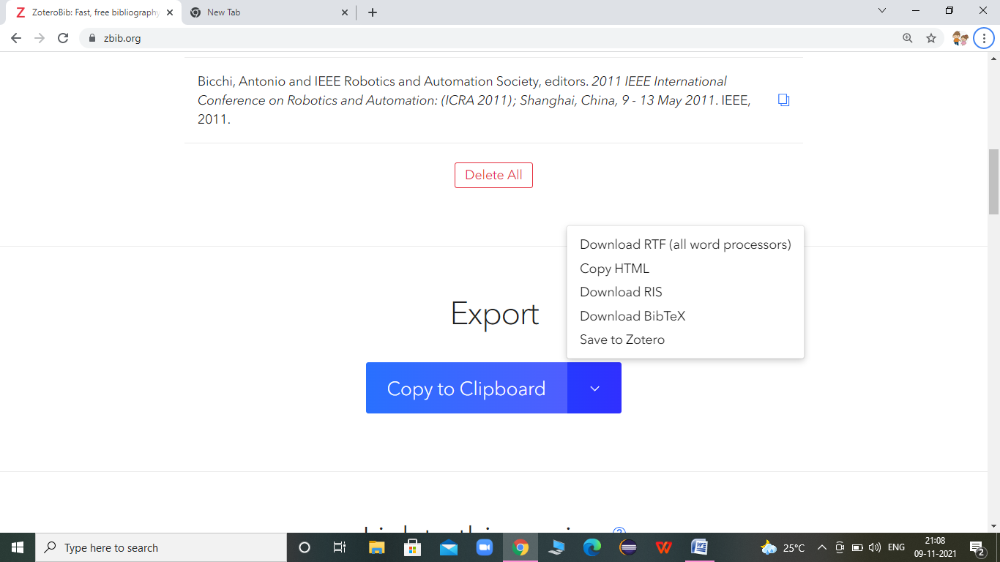 ZoteroBib: Fast, free bibliography
New Tab
zbib.org
Bicchi, Antonio and IEEE Robotics and Automation Society, editors. 2011 IEEE International
Conference on Robotics and Automation: (ICRA 2011); Shanghai, China, 9 - 13 May 2011. IEEE,
2011.
Delete All
Download RTF (all word processors)
Copy HTML
Download RIS
Download BibTeX
Save to Zotero
Export
Copy to Clipboard
Type here to search
25°C
ENG
21:08
09-11-2021
2